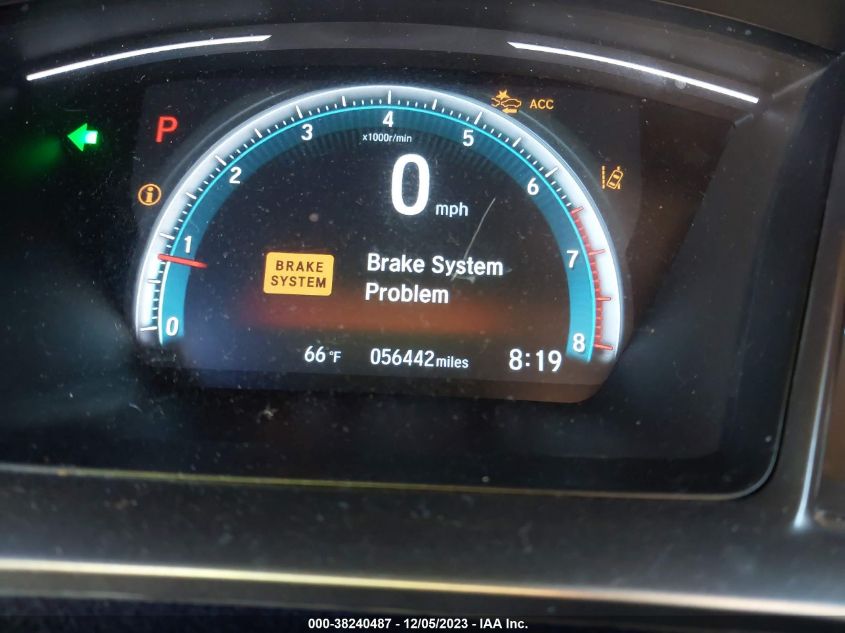 ACC
P
4
3 5
x1000r/min
2 0 6
mph
1 7
BRAKE SYSTEM Brake System
Problem
0 8
66°F 056442miles 8:19
000-38240487 - 12/05/2023 - IAA Inc.